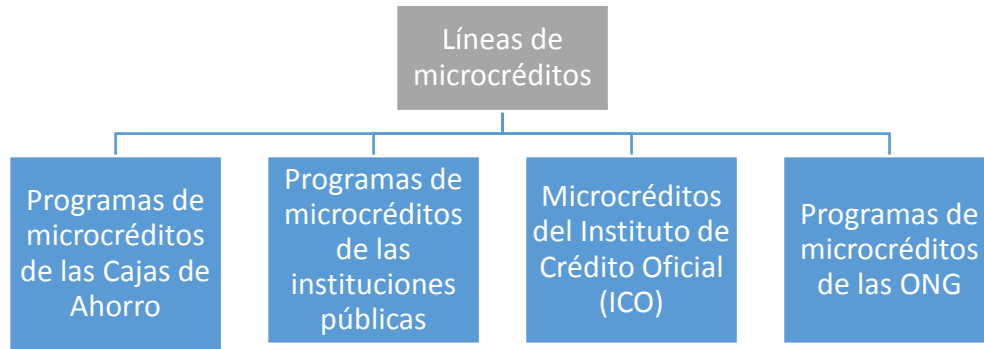 Líneas de
microcréditos
Programas de
microcréditos
de las Cajas de
Ahorro
Programas de
microcréditos
de las
instituciones
públicas
Microcréditos
del Instituto de
Crédito Oficial
(ICO)
Programas de
microcréditos
de las ONG